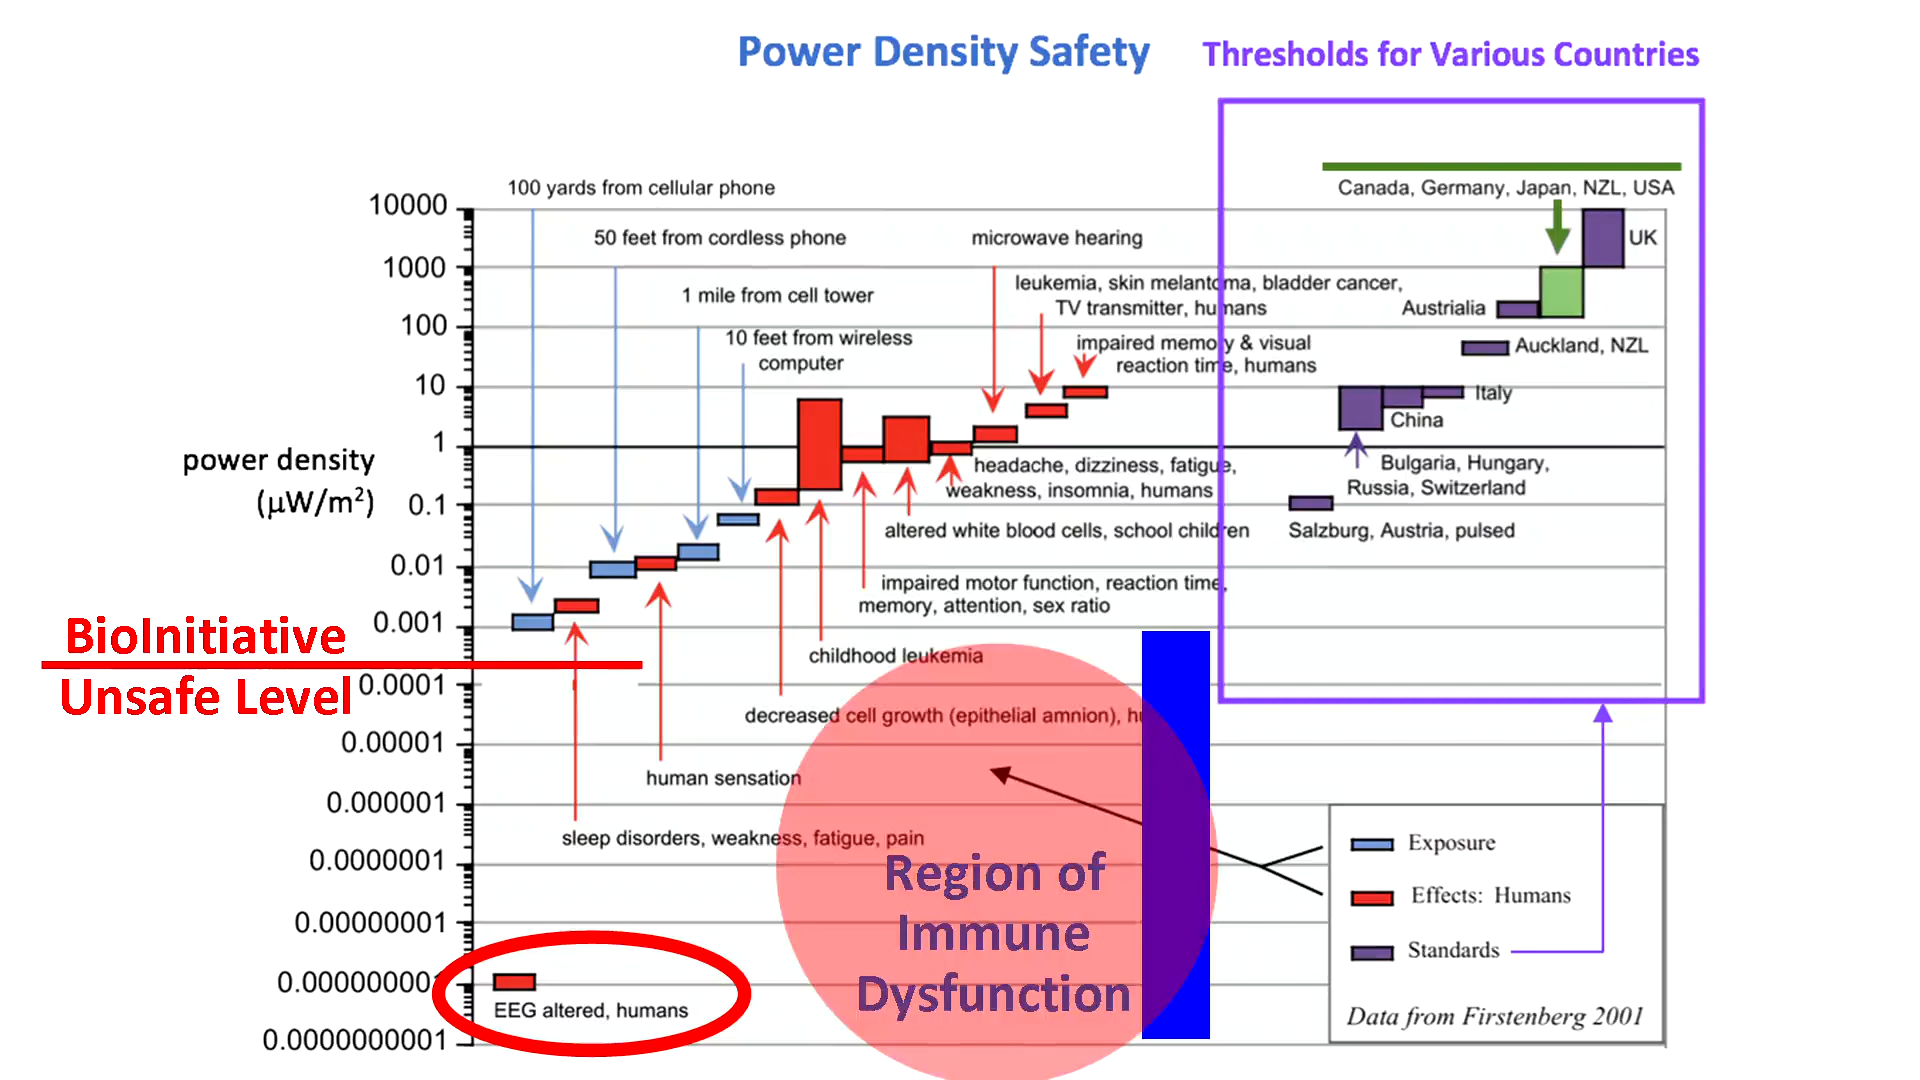 Power Density Safety
Thresholds for Various Countries
100 yards from cellular phone
Canada, Germany, Japan, NZL, USA
10000
50 feet from cordless phone
microwave hearing
UK
1000
1 mile from cell tower
leukemia, skin melantoma, bladder cancer,
TV transmitter, humans
Austrialia
100
10 feet from wireless
computer
impaired memory & visual
reaction time, humans
Auckland, NZL
10
Italy
China
1
power density
(µW/m²)
headache, dizziness, fatigue,
weakness, insomnia, humans
Bulgaria, Hungary,
Russia, Switzerland
0.1
altered white blood cells, school children
Salzburg, Austria, pulsed
0.01
impaired motor function, reaction time,
memory, attention, sex ratio
0.001
BioInitiative
Unsafe Level
childhood leukemia
0.0001
decreased cell growth (epithelial amnion),
0.00001
human sensation
0.000001
sleep disorders, weakness, fatigue, pain
0.0000001
Region of
Immune
Dysfunction
Exposure
Effects: Humans
Standards
0.00000001
0.000000001
EEG altered, humans
Data from Firstenberg 2001
0.0000000001